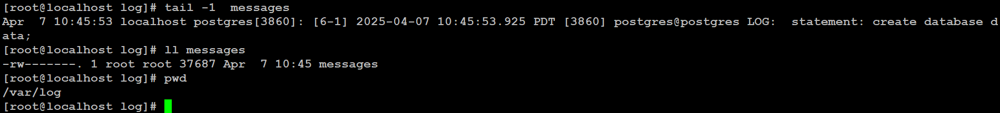 [root@localhost log]# tail -1  messages
Apr  7 10:45:53 localhost postgres[3860]: [6-1] 2025-04-07 10:45:53.925 PDT [3860] postgres@postgres LOG:  statement: create database d
ata;
[root@localhost log]# ll messages
-rw-------. 1 root root 37687 Apr  7 10:45 messages
[root@localhost log]# pwd
/var/log
[root@localhost log]#